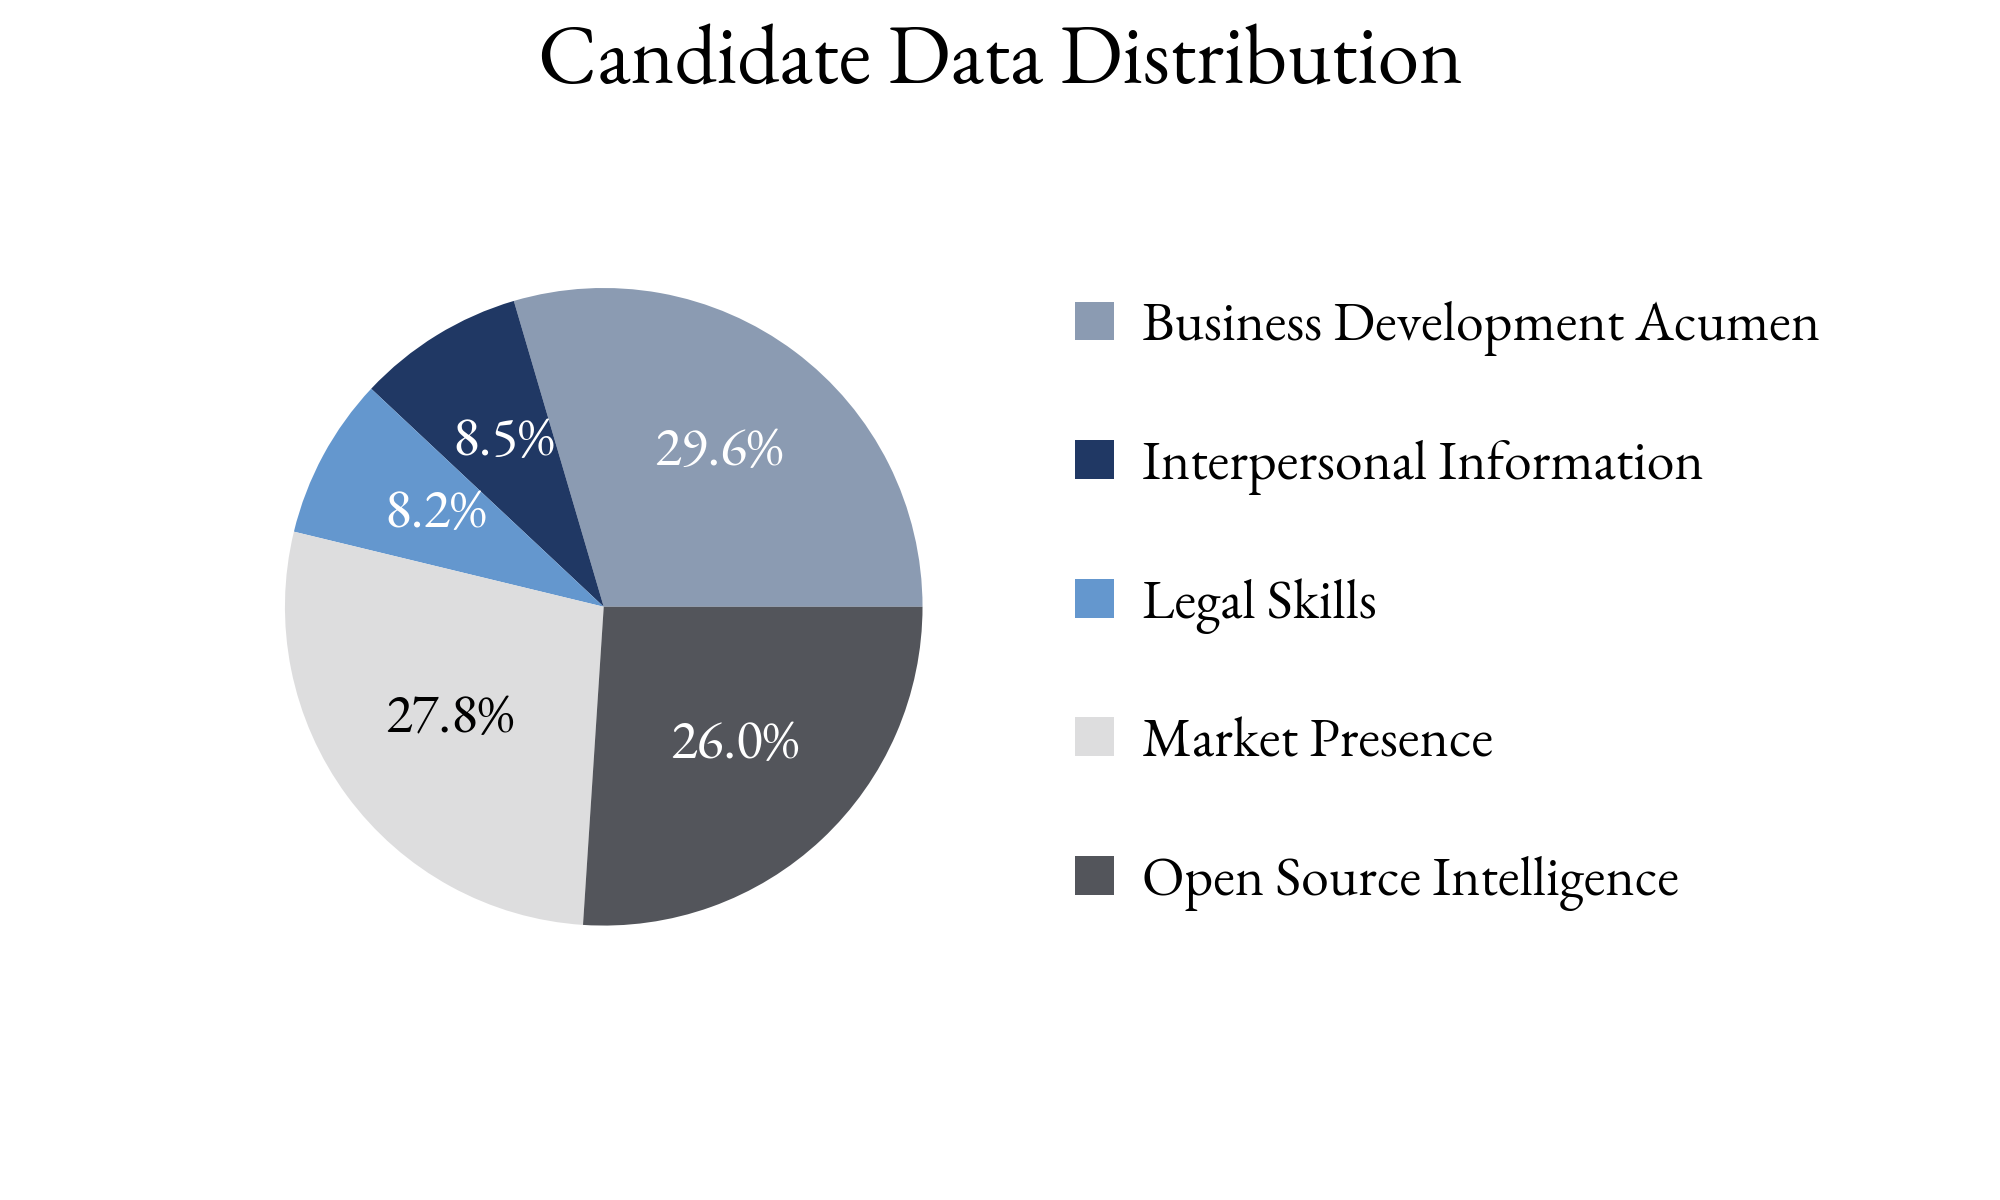 Candidate Data Distribution
Business Development Acumen
8.5%
29.6%
Interpersonal Information
8.2%
Legal Skills
27.8%
26.0%
Market Presence
Open Source Intelligence